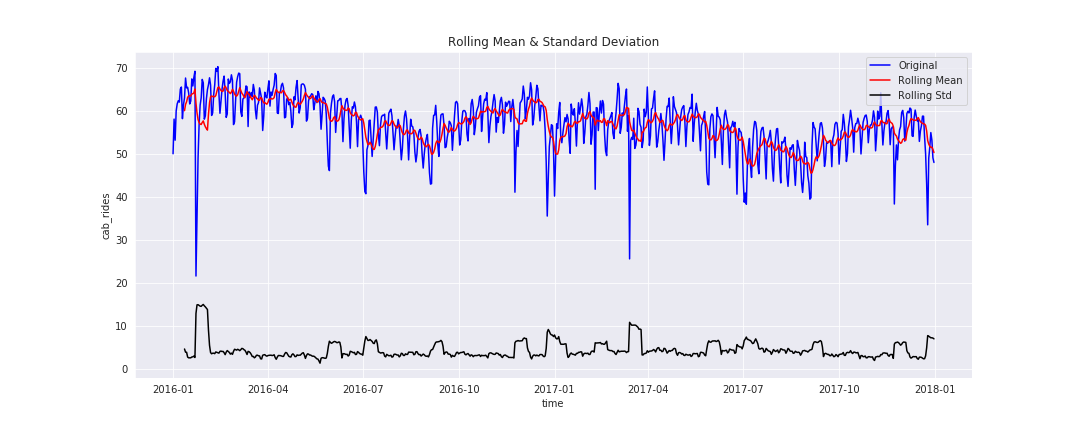 Rolling Mean & Standard Deviation
Original
Rolling Mean
Rolling Std
cab_rides
70
60
50
40
30
20
10
0
2016-01 2016-04 2016-07 2016-10 2017-01 2017-04 2017-07 2017-10 2018-01
time